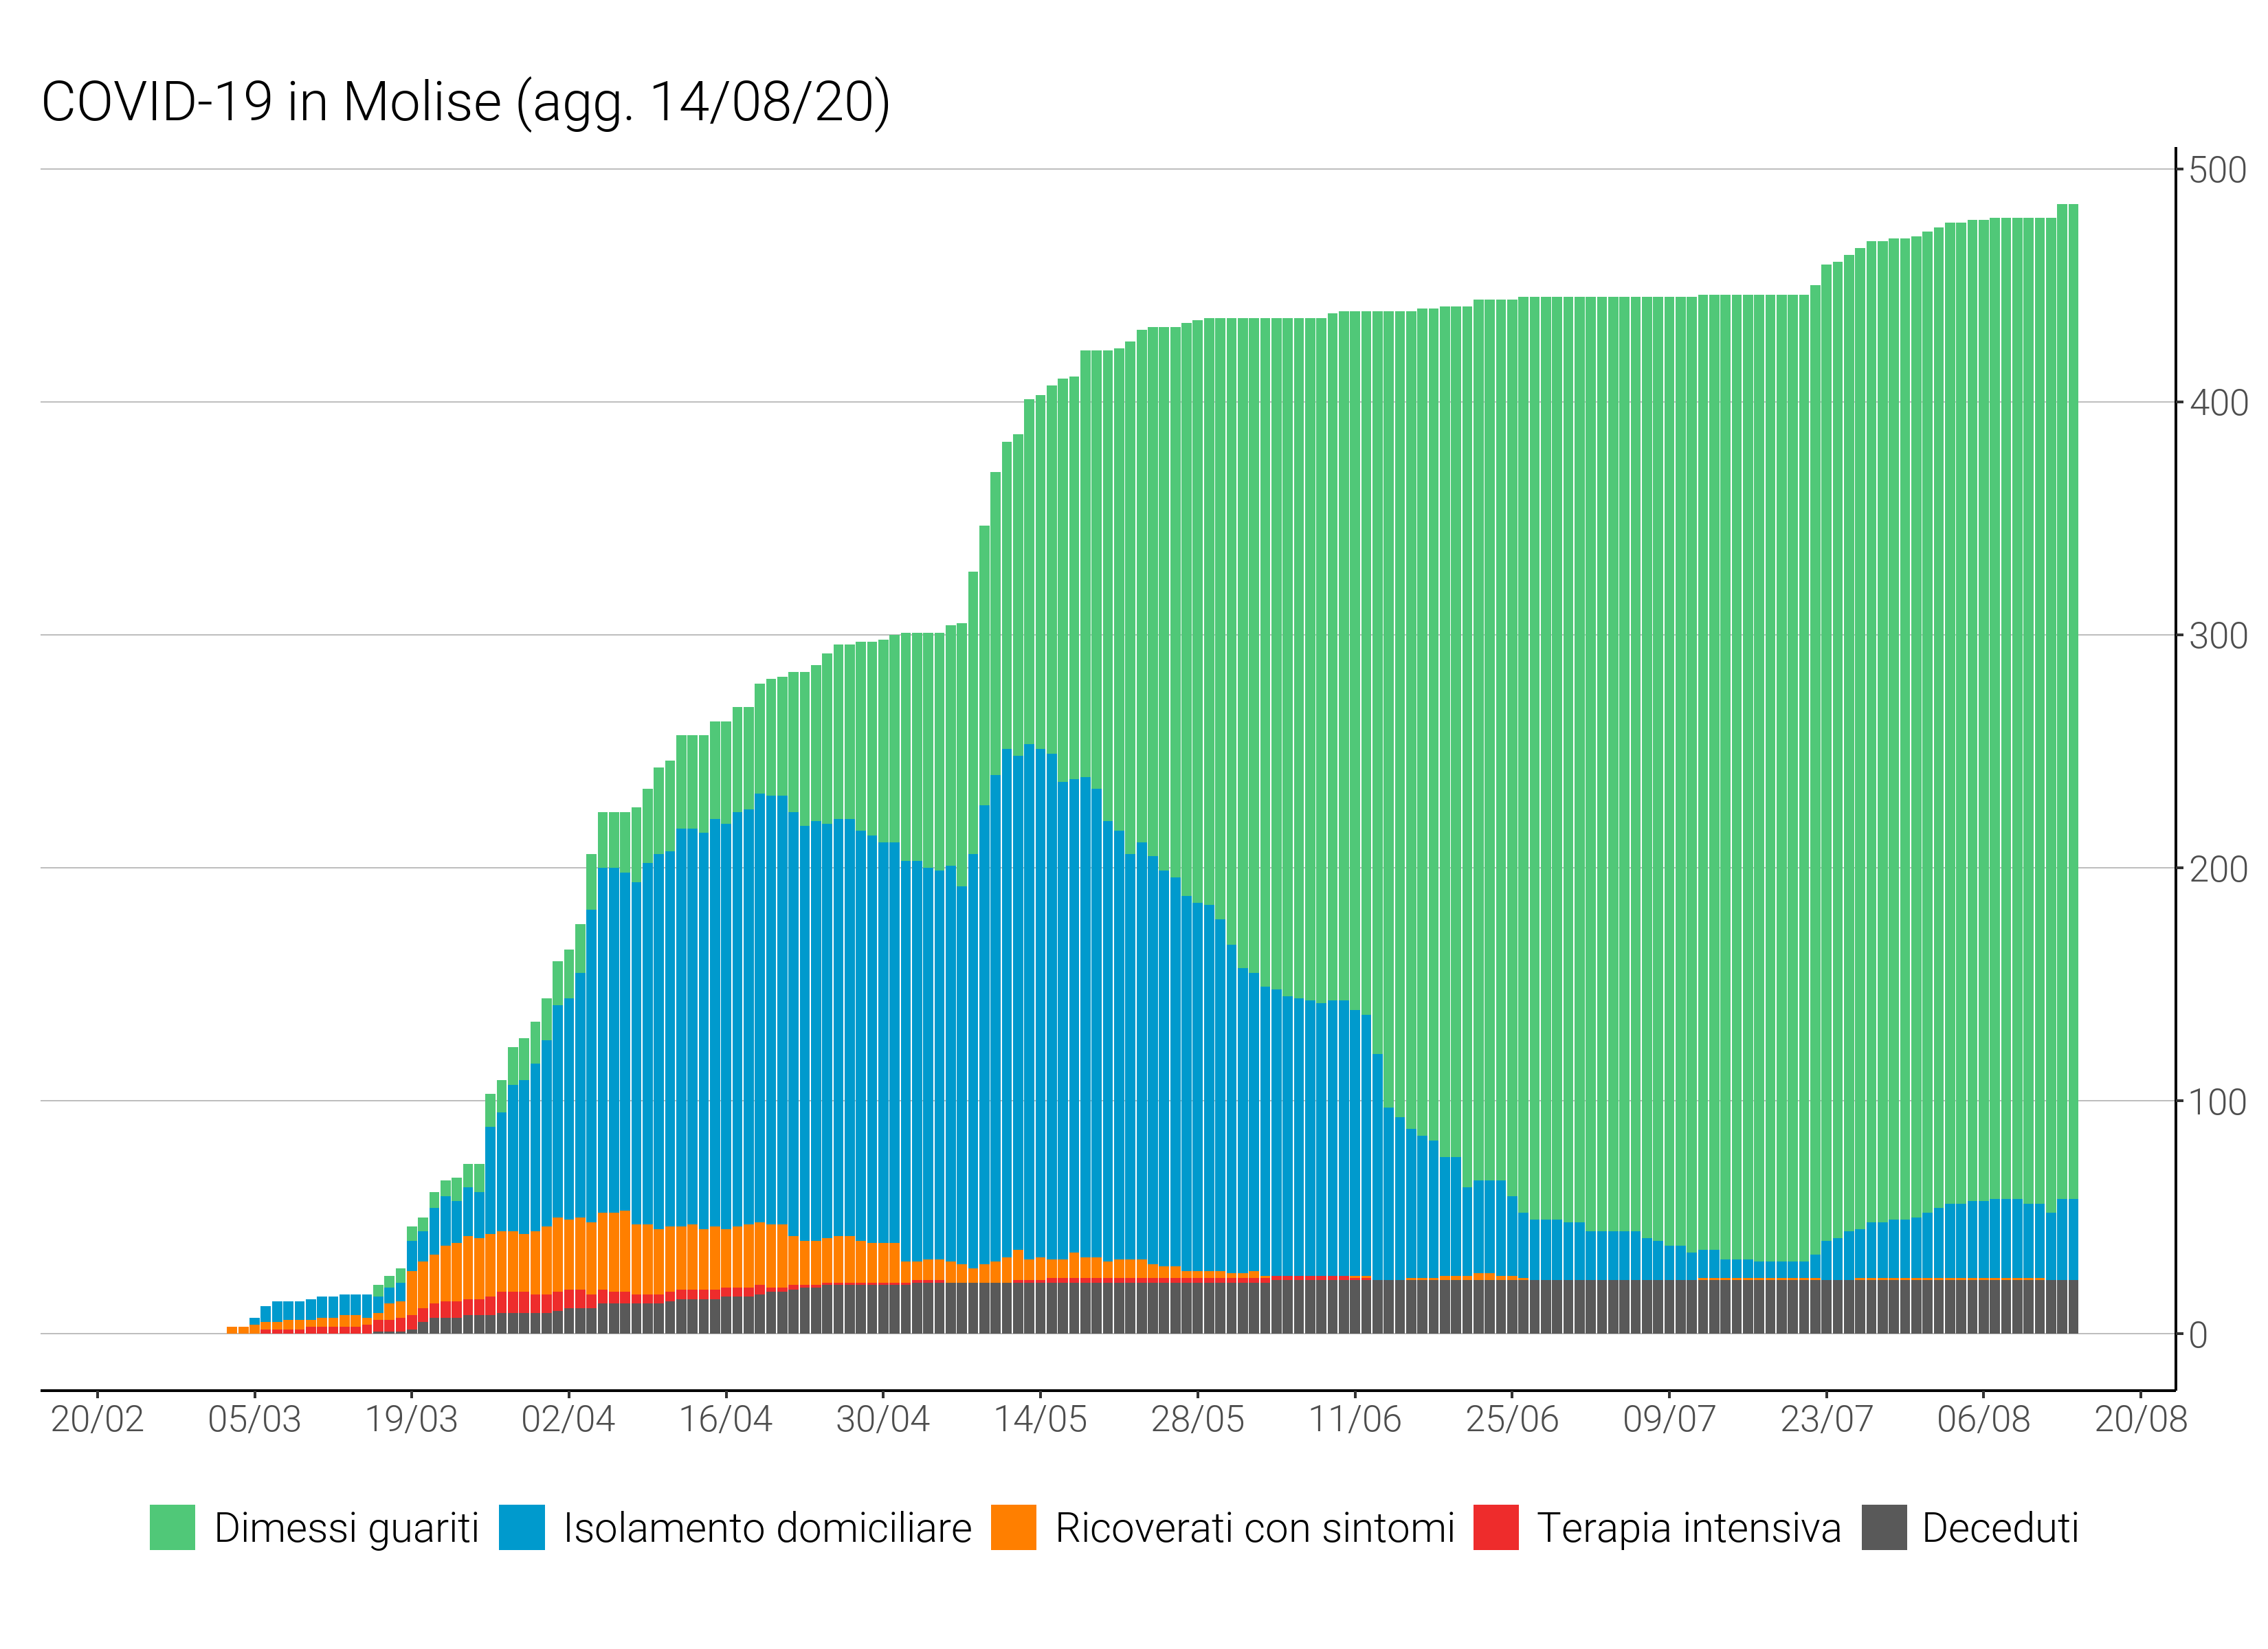 COVID-19 in Molise (agg. 14/08/20)
500
400
300
200
100
0
20/02 05/03 19/03 02/04 16/04 30/04 14/05 28/05 11/06 25/06 09/07 23/07 06/08 20/08
Dimessi guariti Isolamento domiciliare Ricoverati con sintomi Terapia intensiva Deceduti